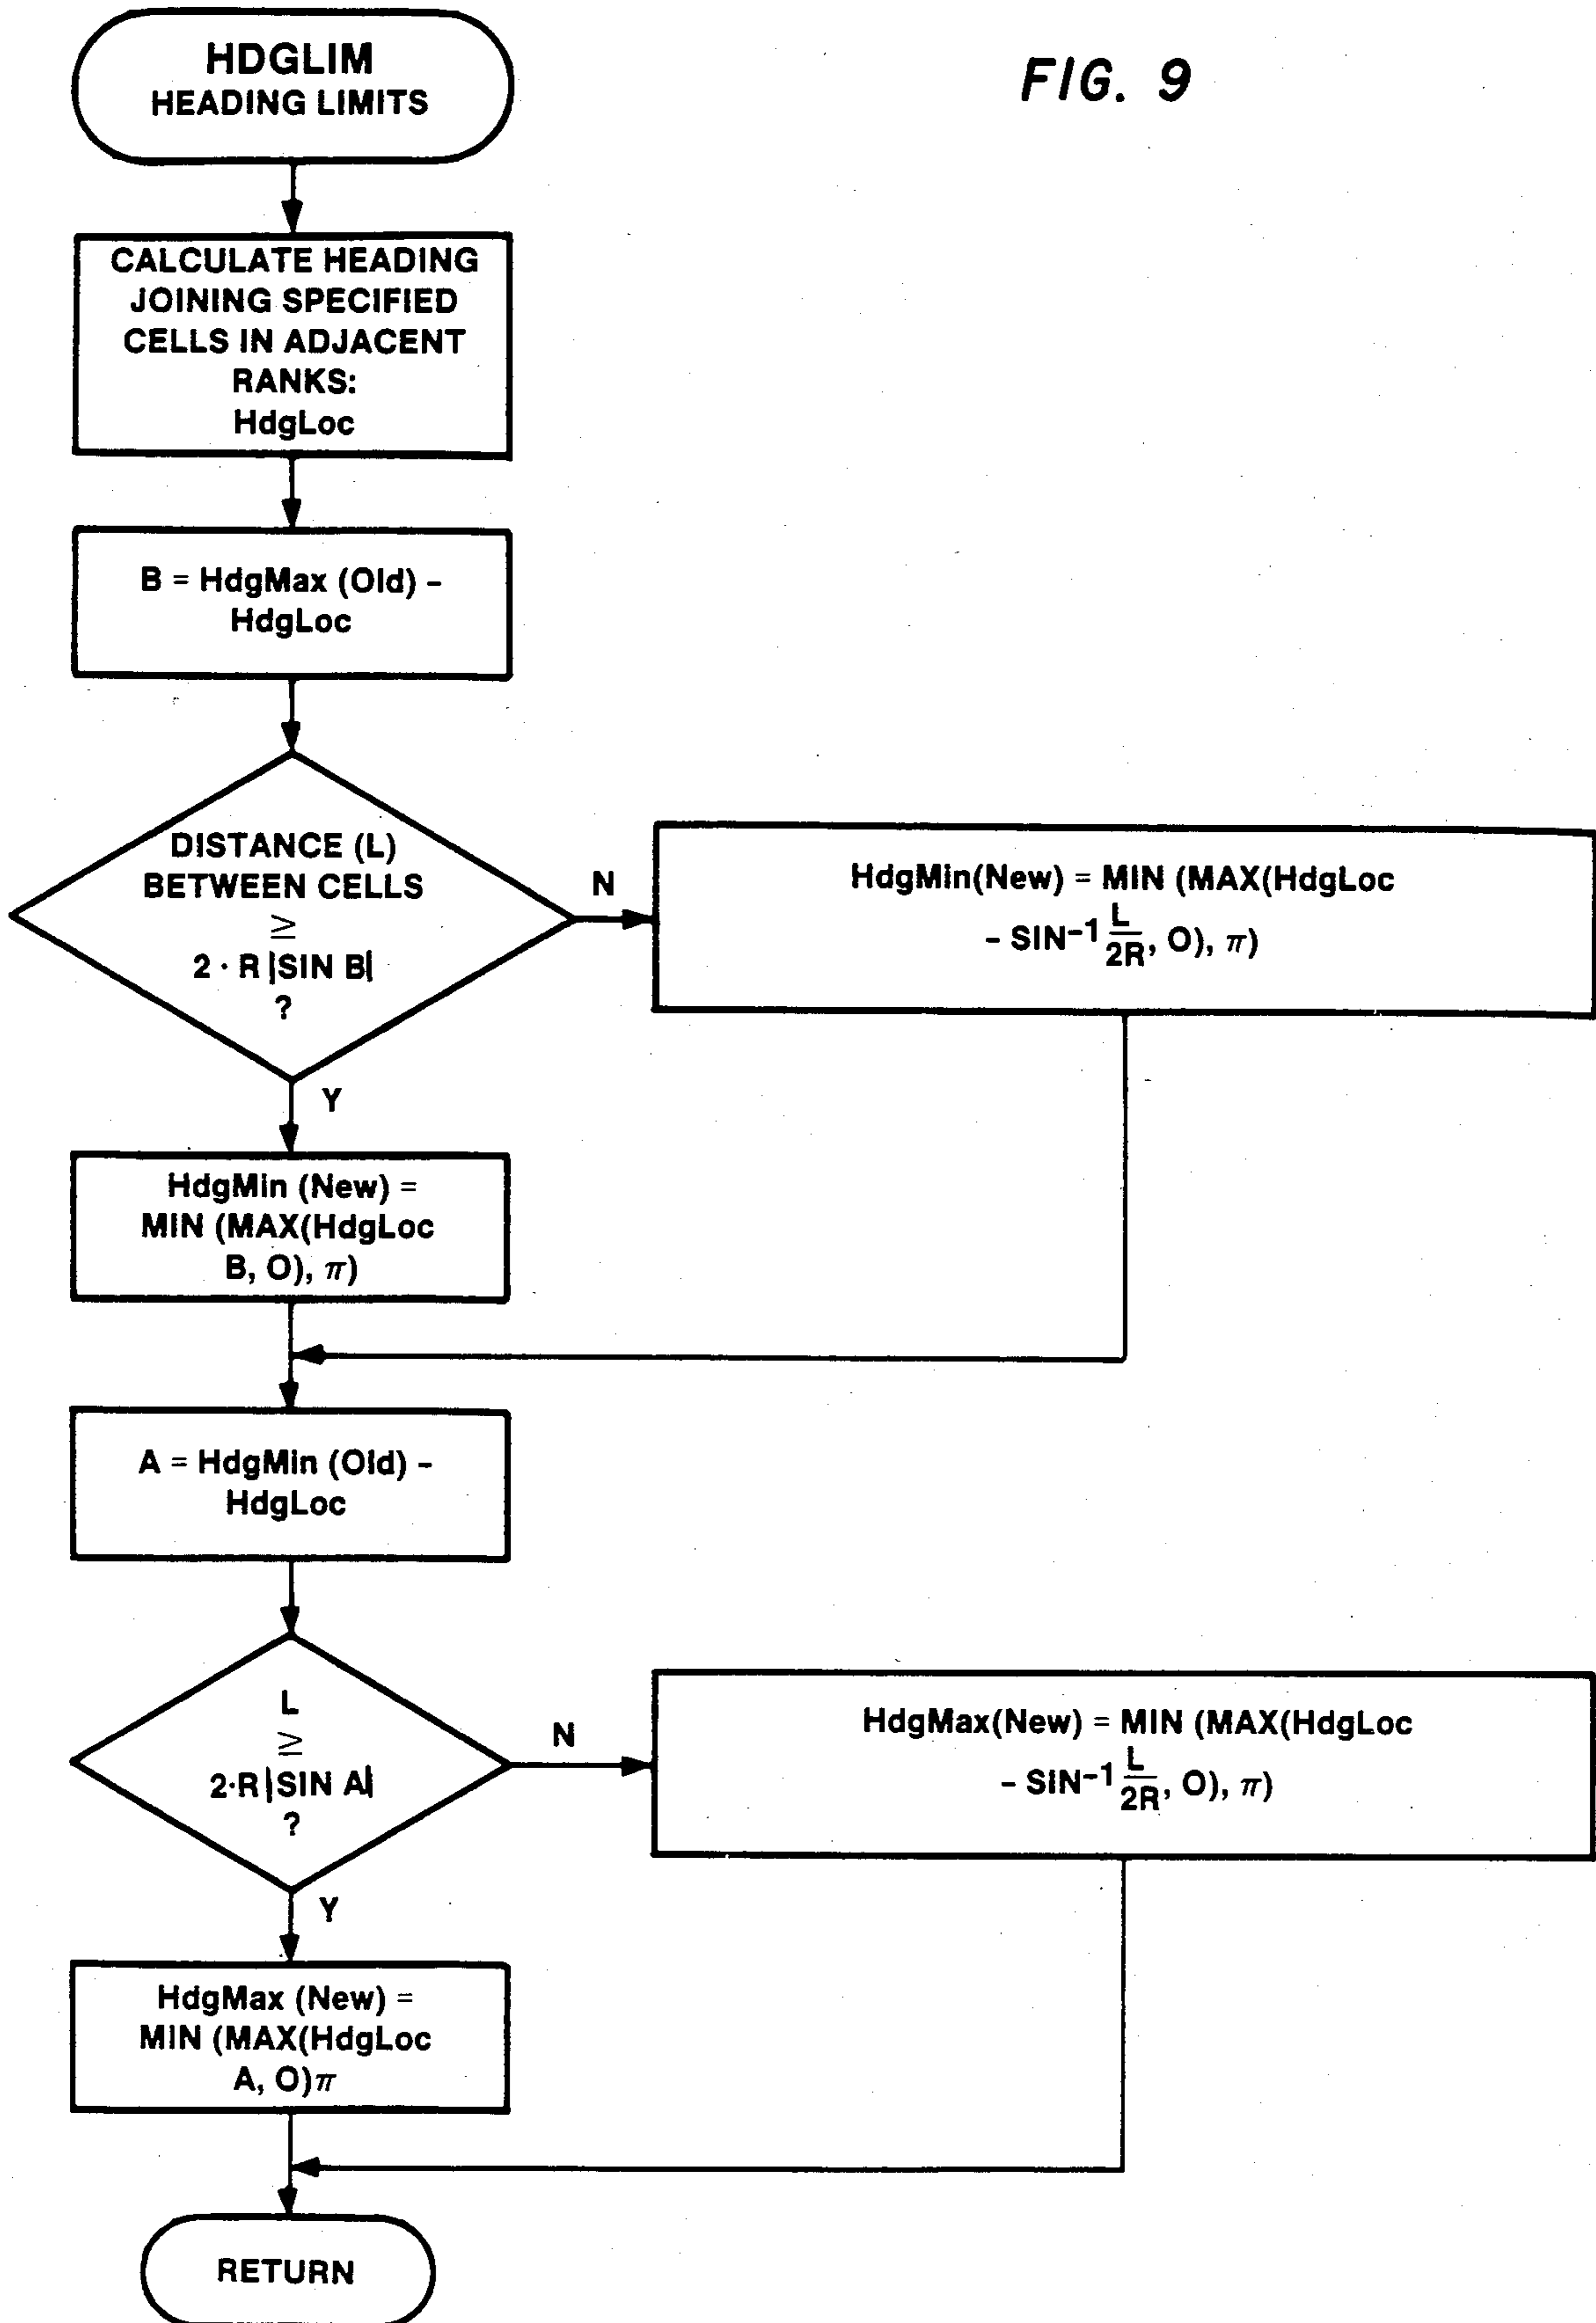 FIG. 9
HDGLIM
HEADING LIMITS
CALCULATE HEADING
JOINING SPECIFIED
CELLS IN ADJACENT
RANKS:
HdgLoc
B = HdgMax (Old) –
HdgLoc
DISTANCE (L)
BETWEEN CELLS
≥
2 · R |SIN B|
?
N
HdgMin(New) = MIN (MAX(HdgLoc
- SIN⁻¹ L/2R, O), π)
Y
HdgMin (New) =
MIN (MAX(HdgLoc
B, O), π)
A = HdgMin (Old) –
HdgLoc
L
≥
2·R |SIN A|
?
N
HdgMax(New) = MIN (MAX(HdgLoc
- SIN⁻¹ L/2R, O), π)
Y
HdgMax (New) =
MIN (MAX(HdgLoc
A, O)π
RETURN